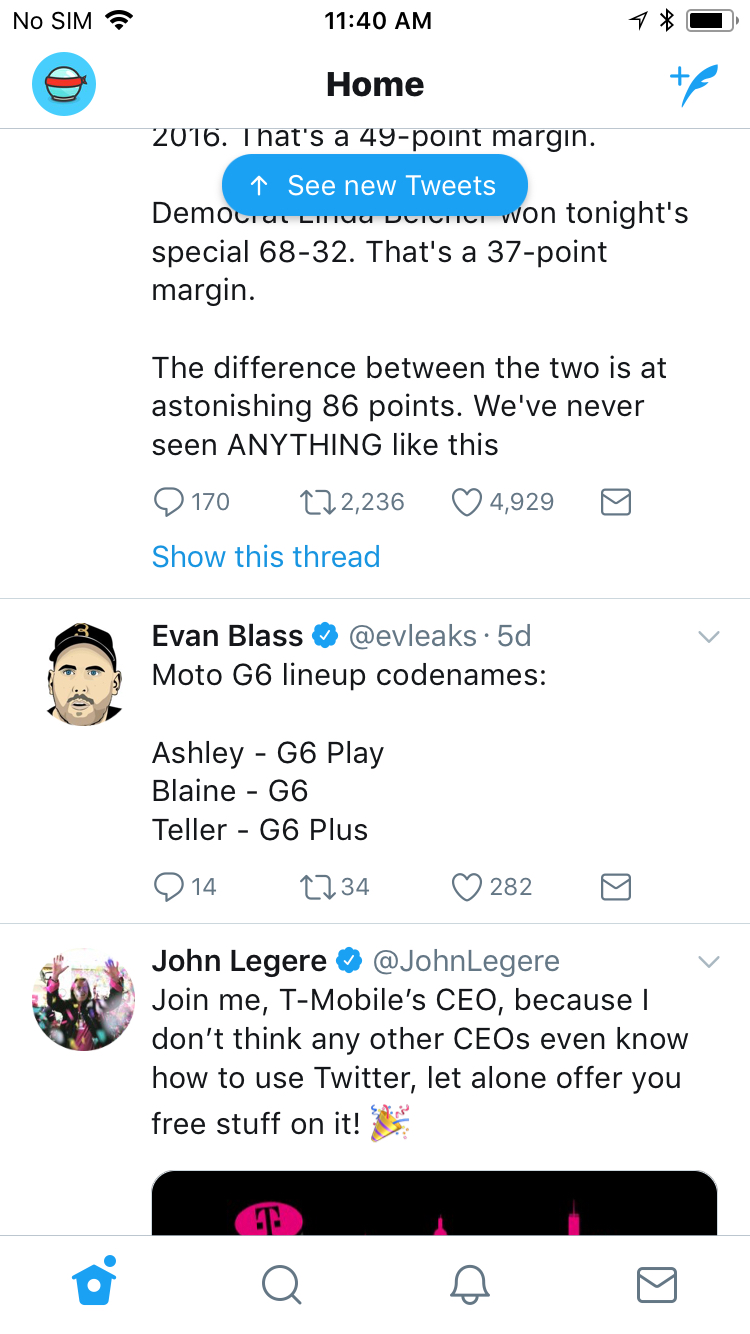 No SIM 11:40 AM
Home
2016. That's a 49-point margin.
↑ See new Tweets
Democrat Linda Belcher won tonight's
special 68-32. That's a 37-point
margin.
The difference between the two is at
astonishing 86 points. We've never
seen ANYTHING like this
170 2,236 4,929
Show this thread
Evan Blass @evleaks · 5d
Moto G6 lineup codenames:
Ashley - G6 Play
Blaine - G6
Teller - G6 Plus
14 34 282
John Legere @JohnLegere
Join me, T-Mobile’s CEO, because I
don’t think any other CEOs even know
how to use Twitter, let alone offer you
free stuff on it! 🎉
T